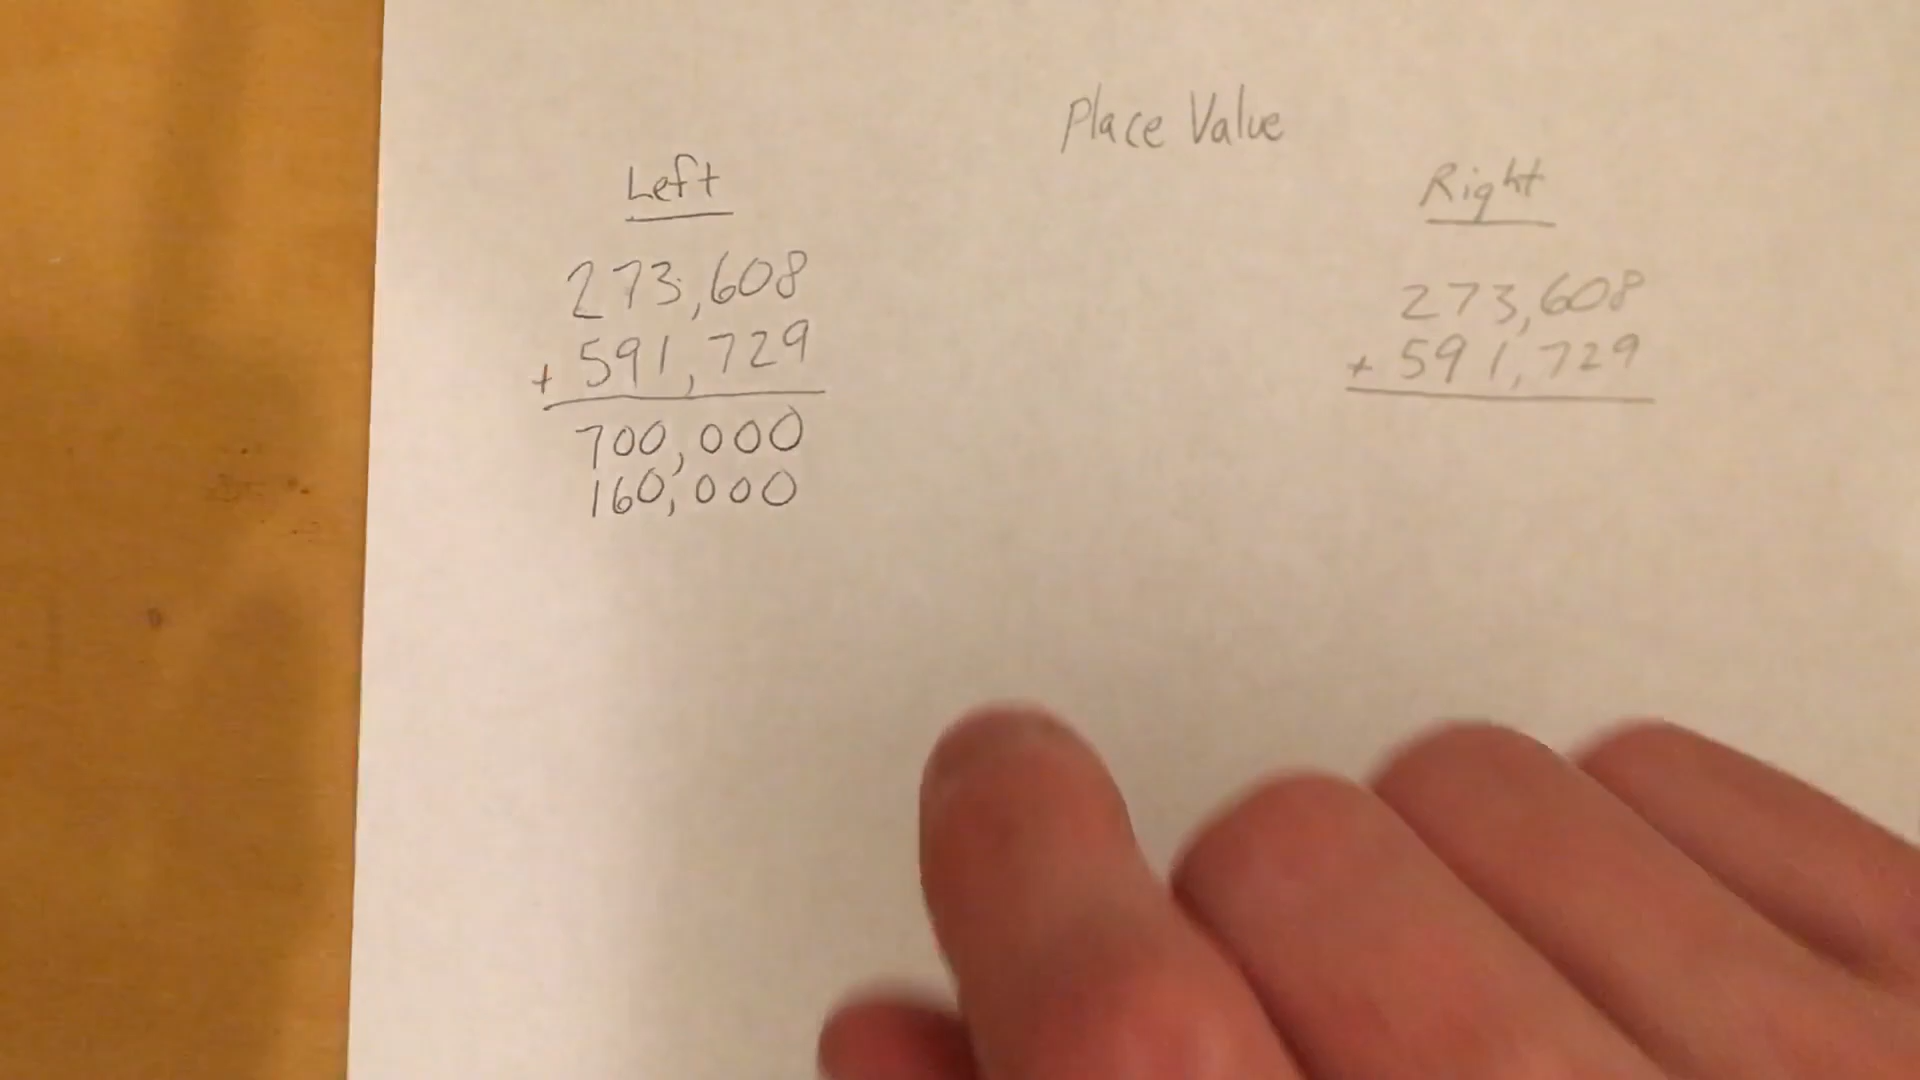 Place Value
Left
273,608
+ 591,729
700,000
160,000
Right
273,608
+ 591,729